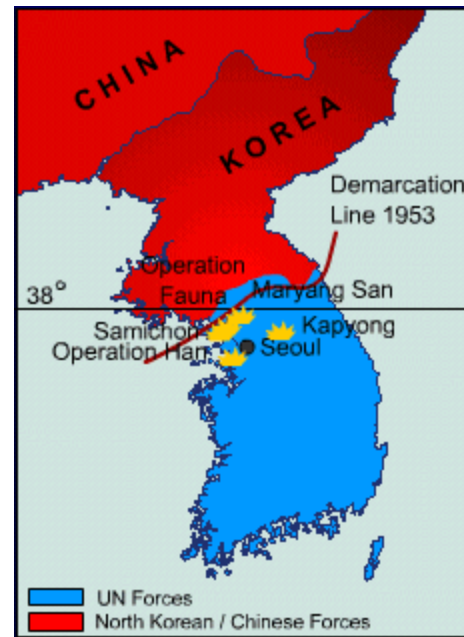 CHINA
KOREA
Demarcation
Line 1953
Operation
Fauna
Maryang San
38°
Samichon
Kapyong
Operation Han
Seoul
UN Forces
North Korean / Chinese Forces